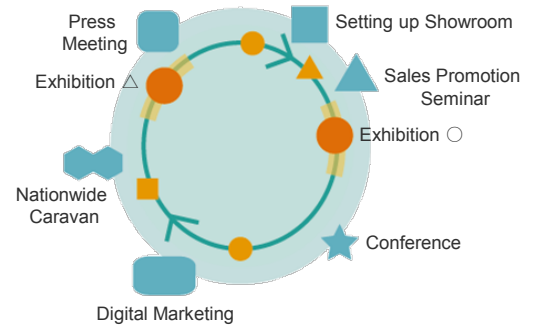 Press
Meeting
Setting up Showroom
Exhibition △
Sales Promotion
Seminar
Exhibition ○
Nationwide
Caravan
Conference
Digital Marketing